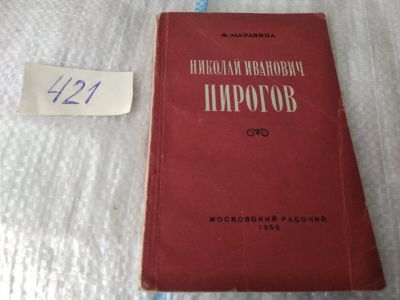 421
Ф. МУРАВИНА
НИКОЛАЙ ИВАНОВИЧ
ПИРОГОВ
МОСКОВСКИЙ РАБОЧИЙ
1950